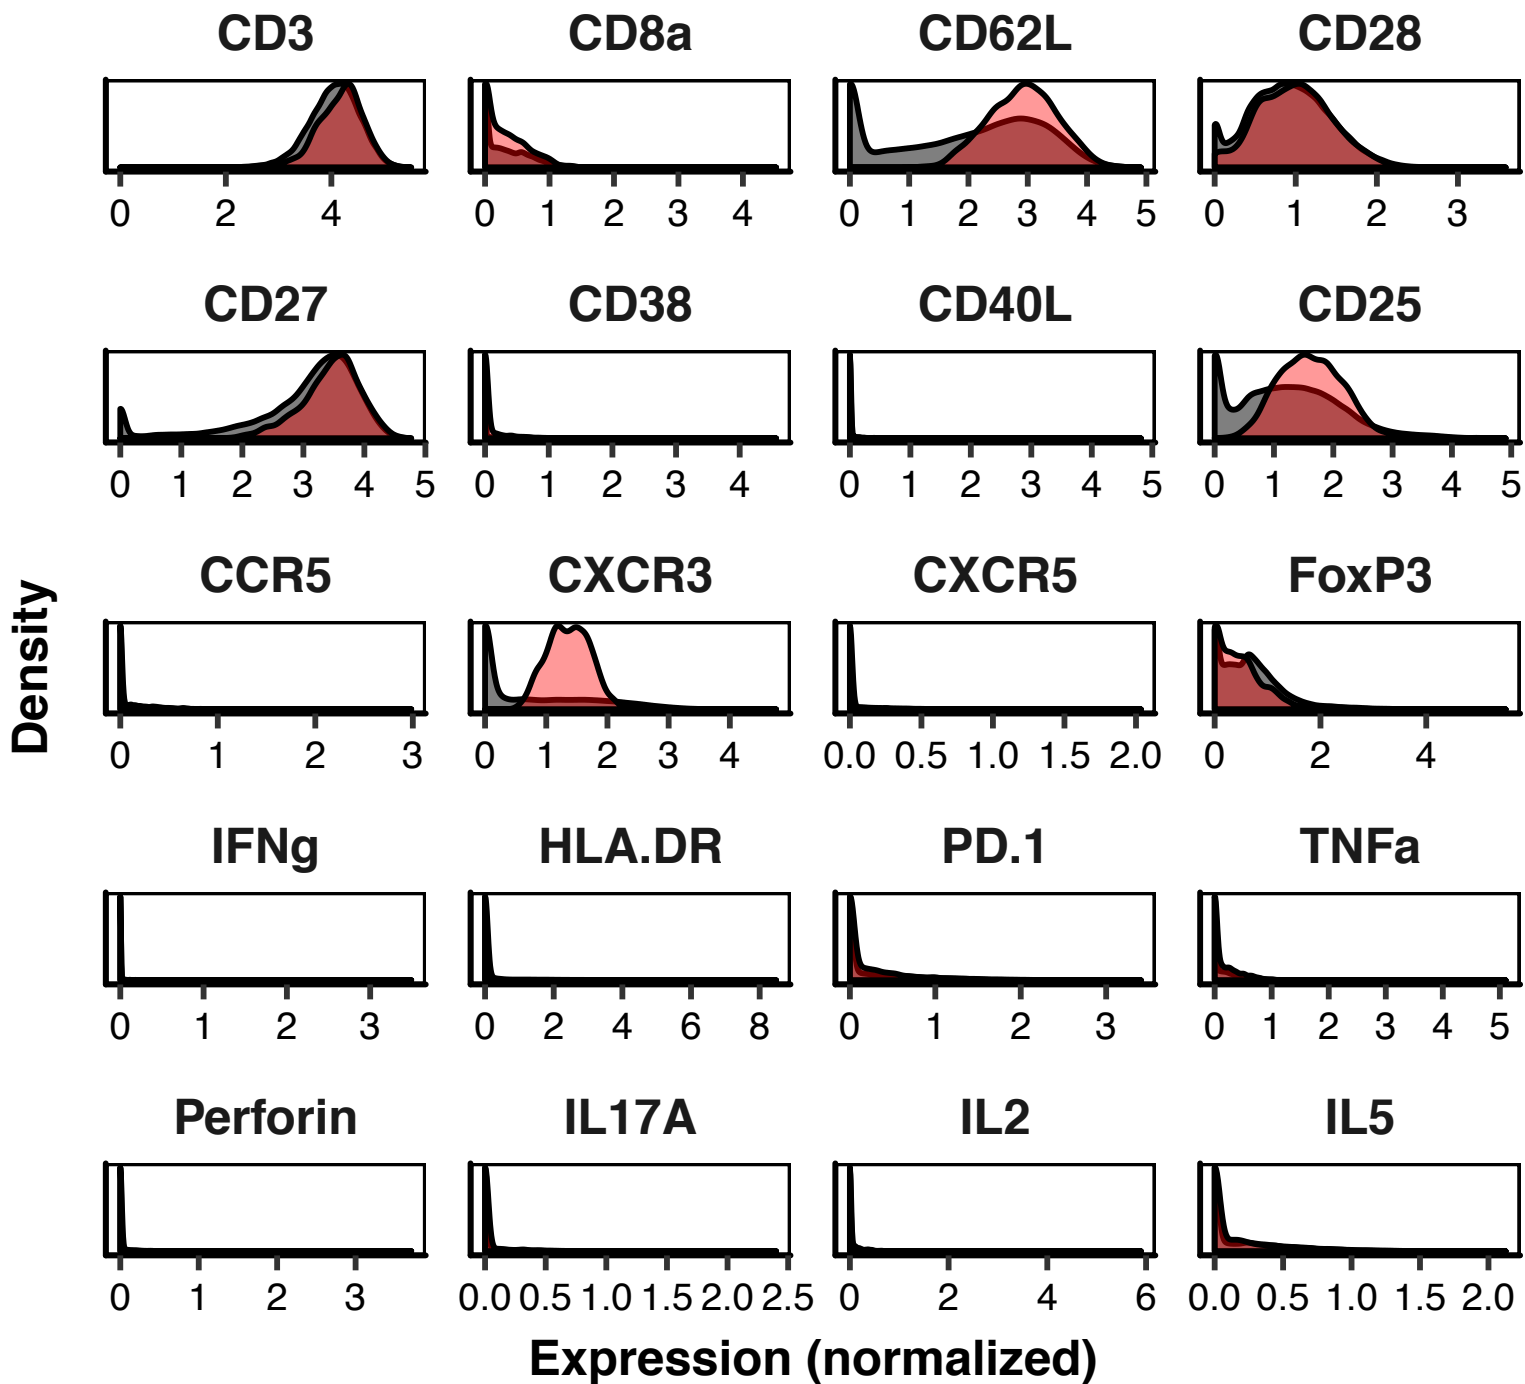 CD3 CD8a CD62L CD28
0 2 4 0 1 2 3 4 0 1 2 3 4 5 0 1 2 3
CD27 CD38 CD40L CD25
0 1 2 3 4 5 0 1 2 3 4 0 1 2 3 4 5 0 1 2 3 4 5
CCR5 CXCR3 CXCR5 FoxP3
0 1 2 3 0 1 2 3 4 0.0 0.5 1.0 1.5 2.0 0 2 4
Density
IFNg HLA.DR PD.1 TNFa
0 1 2 3 0 2 4 6 8 0 1 2 3 0 1 2 3 4 5
Perforin IL17A IL2 IL5
0 1 2 3 0.0 0.5 1.0 1.5 2.0 2.5 0 2 4 6 0.0 0.5 1.0 1.5 2.0
Expression (normalized)